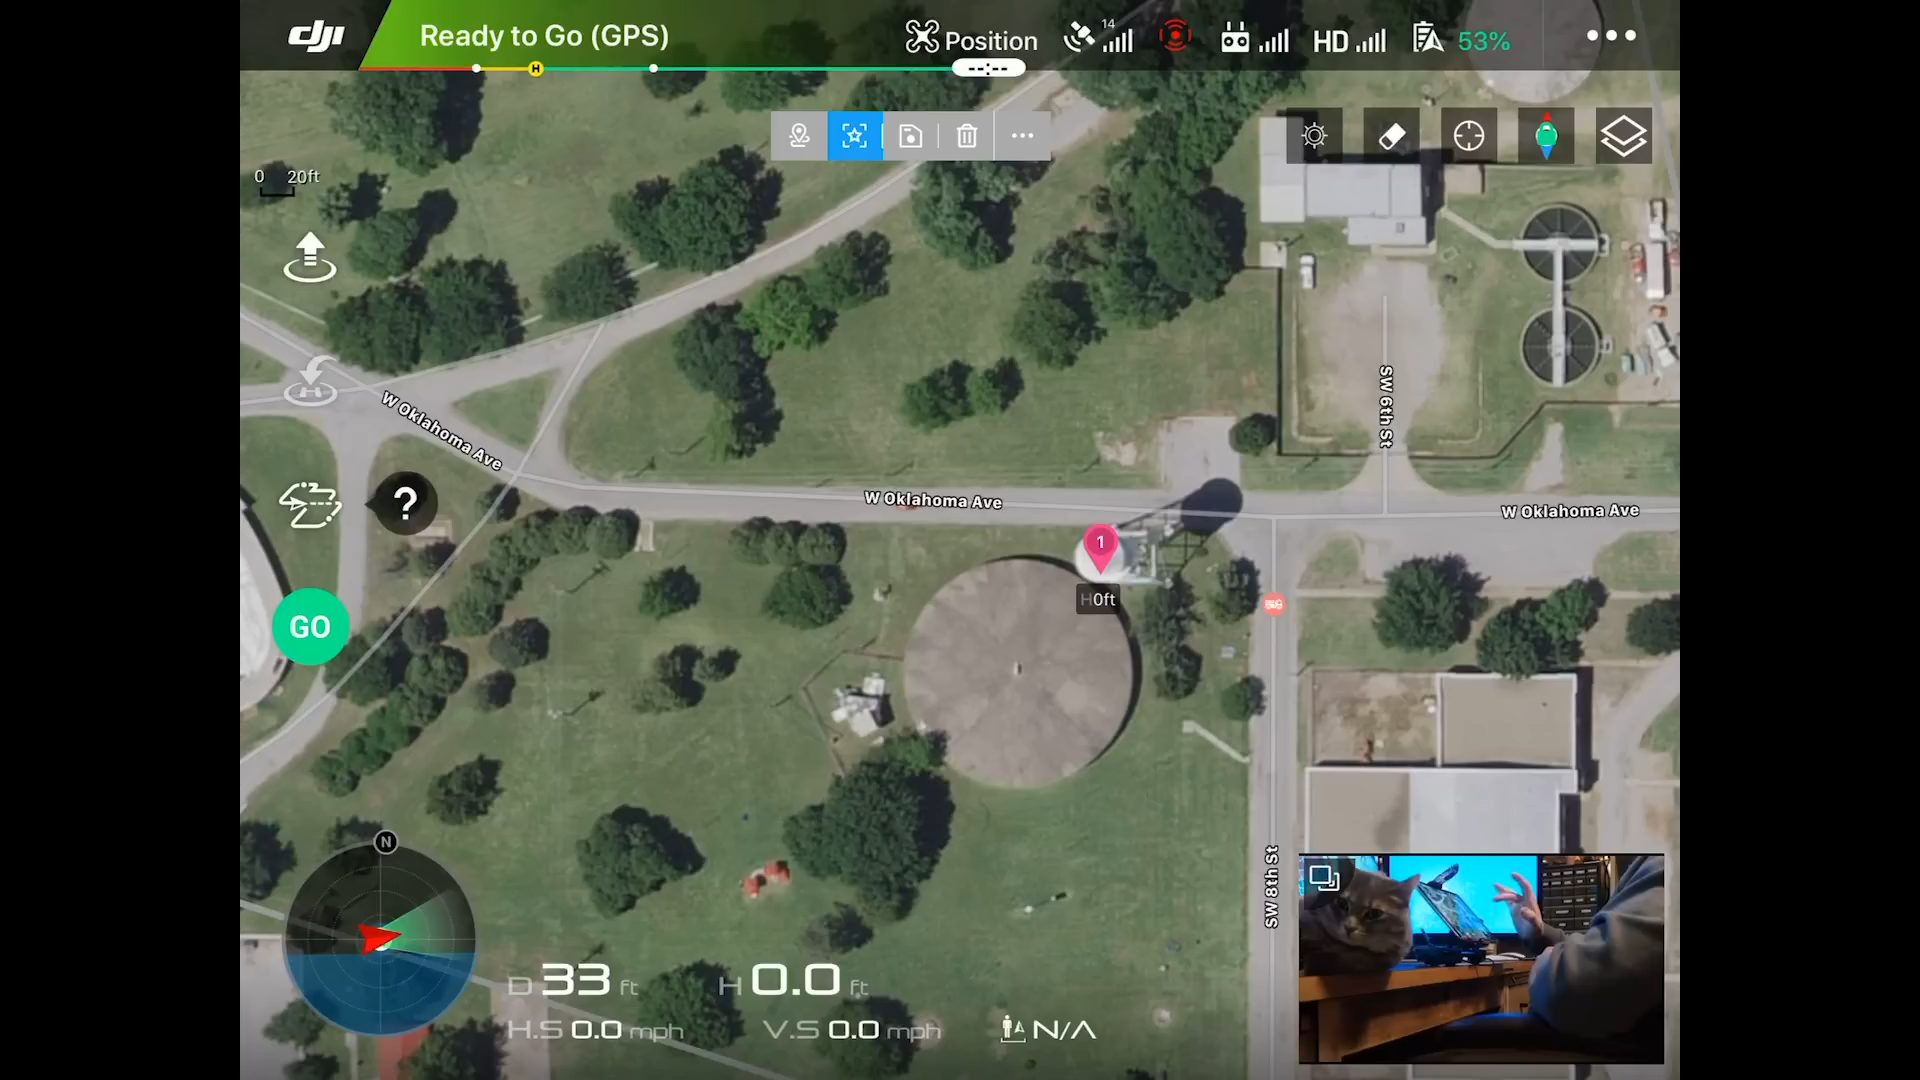 dji
Ready to Go (GPS)
Position
14
HD
53%
H
--:--
0 20ft
SW 6th St
W Oklahoma Ave
W Oklahoma Ave
W Oklahoma Ave
?
1
H0ft
GO
N
SW 8th St
D 33 ft
H 0.0 ft
H.S 0.0 mph
V.S 0.0 mph
N/A